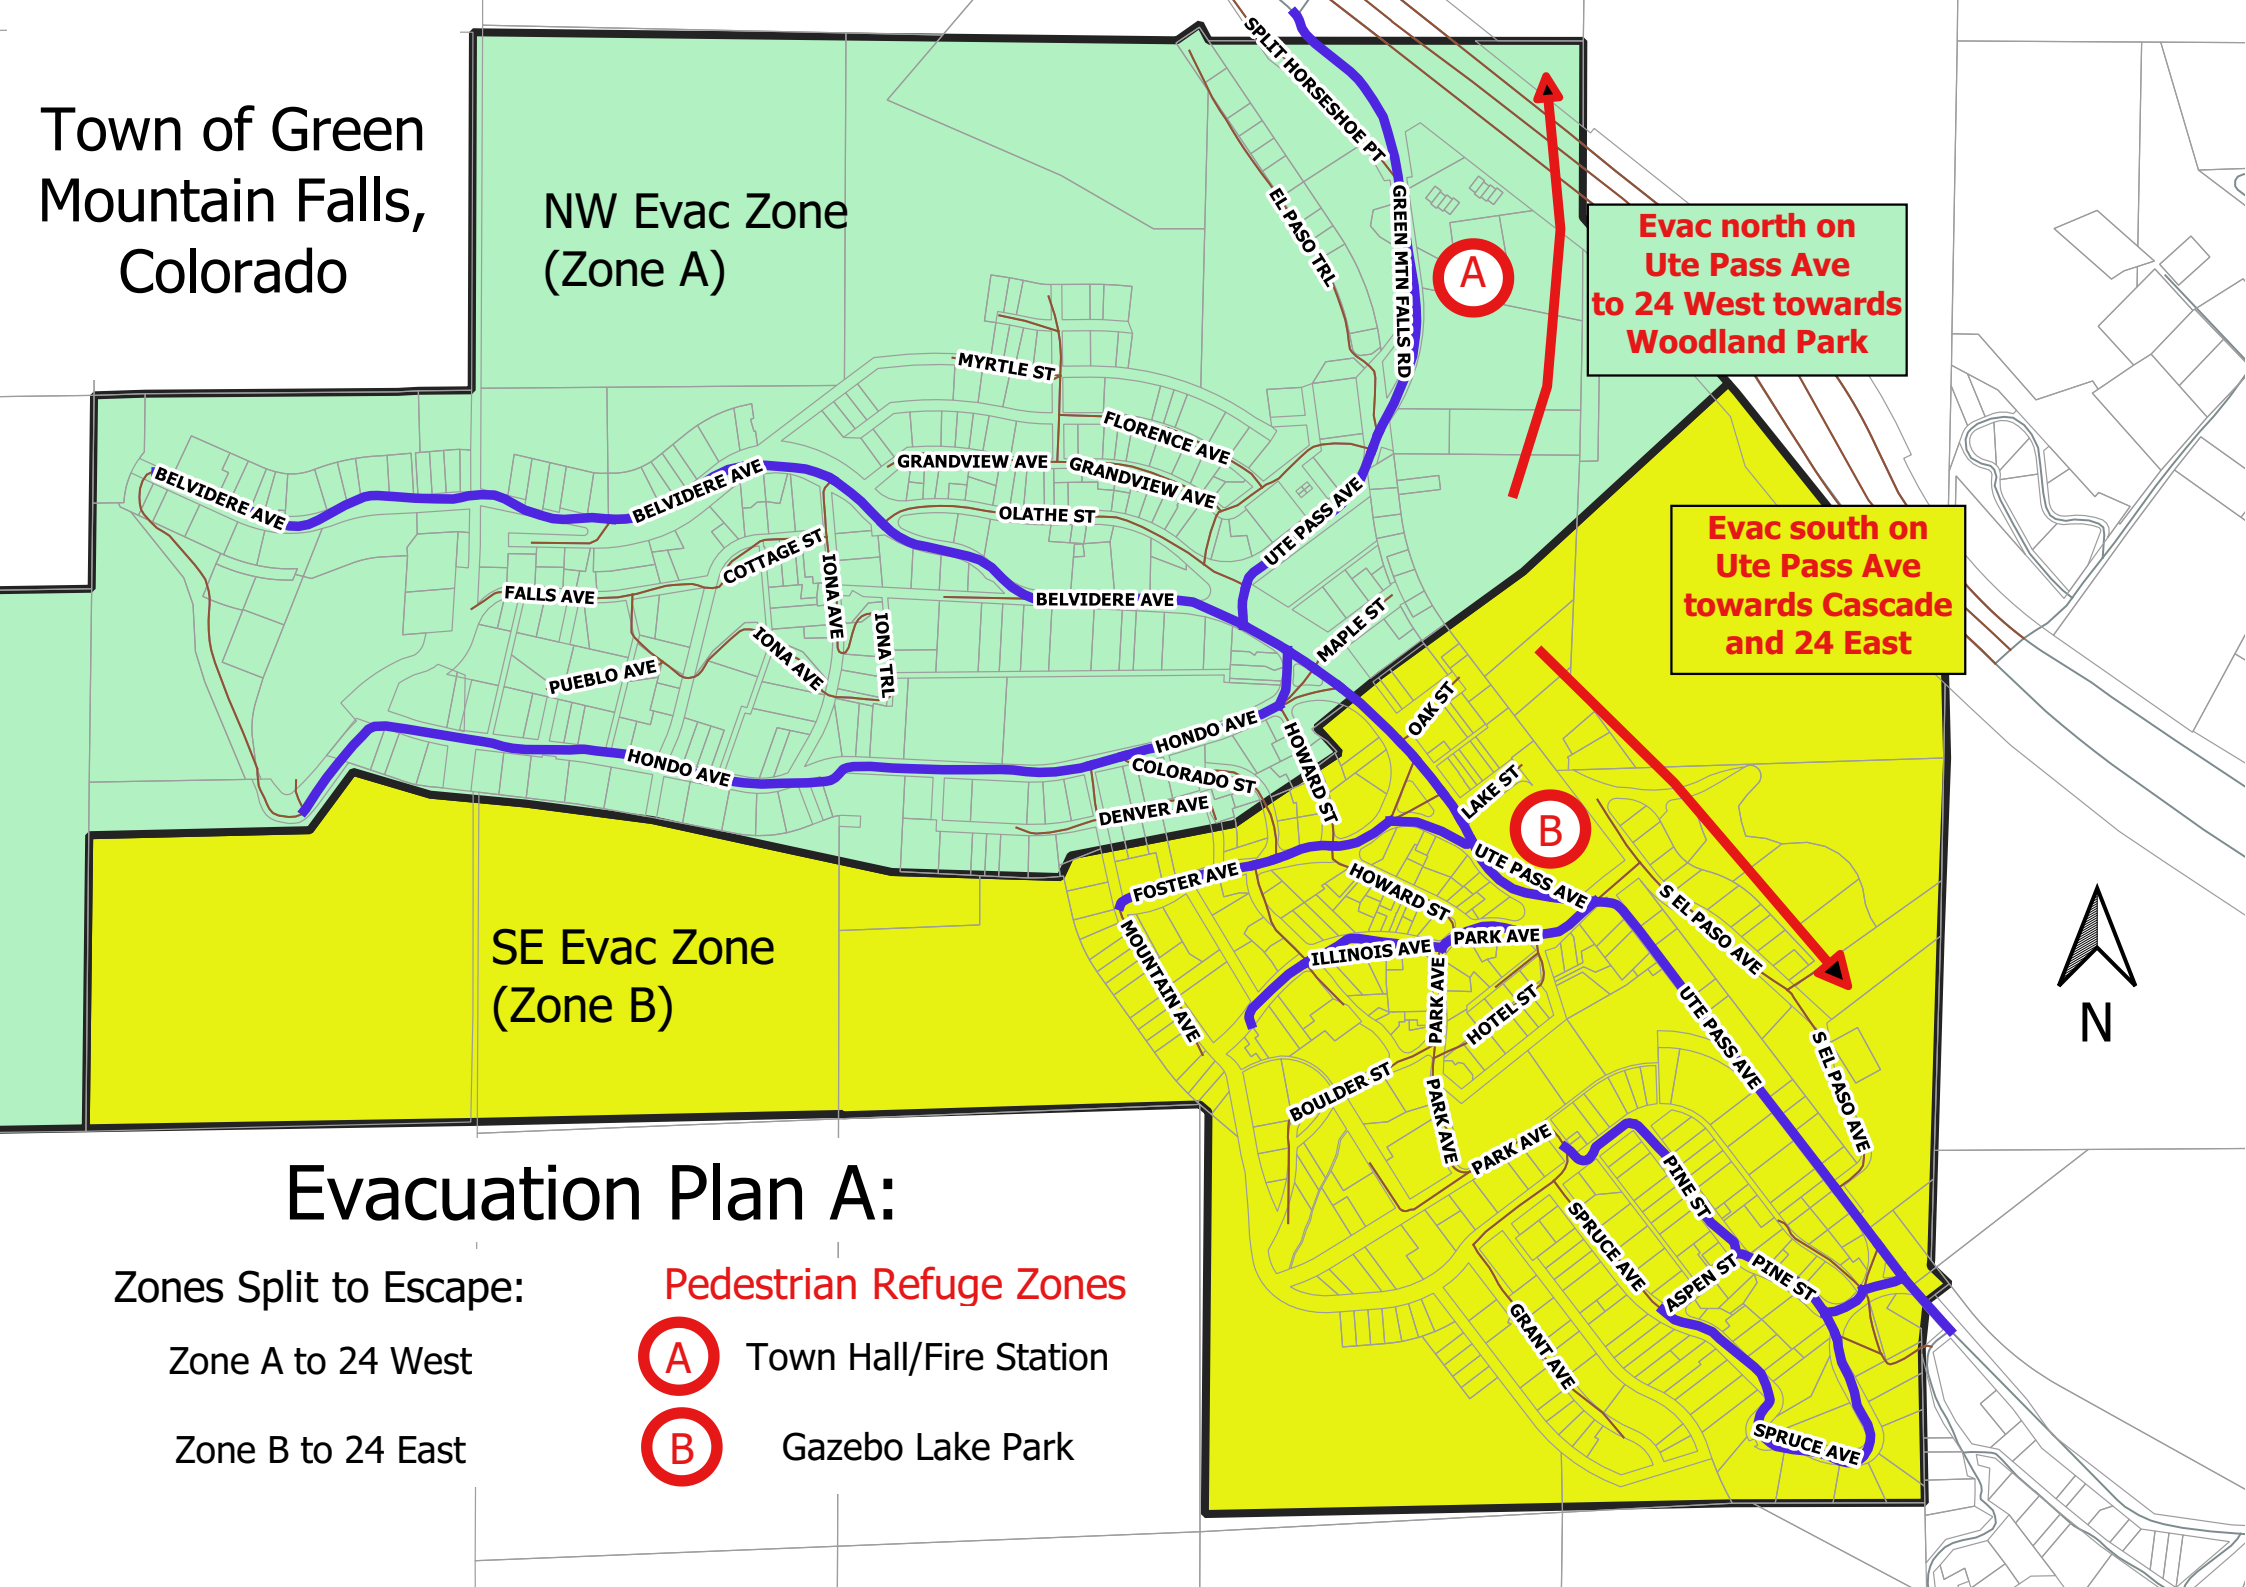 Town of Green
Mountain Falls,
Colorado
NW Evac Zone
(Zone A)
SPLIT HORSESHOE PT
EL PASO TRL
GREEN MTN FALLS RD
A
Evac north on
Ute Pass Ave
to 24 West towards
Woodland Park
MYRTLE ST
FLORENCE AVE
GRANDVIEW AVE
GRANDVIEW AVE
BELVIDERE AVE
BELVIDERE AVE
OLATHE ST
UTE PASS AVE
COTTAGE ST
IONA AVE
FALLS AVE
BELVIDERE AVE
IONA TRL
IONA AVE
PUEBLO AVE
MAPLE ST
Evac south on
Ute Pass Ave
towards Cascade
and 24 East
OAK ST
HONDO AVE
HONDO AVE
HOWARD ST
COLORADO ST
DENVER AVE
LAKE ST
B
UTE PASS AVE
FOSTER AVE
HOWARD ST
S EL PASO AVE
MOUNTAIN AVE
ILLINOIS AVE
PARK AVE
PARK AVE
HOTEL ST
UTE PASS AVE
S EL PASO AVE
SE Evac Zone
(Zone B)
N
BOULDER ST
PARK AVE
PARK AVE
PINE ST
SPRUCE AVE
ASPEN ST
PINE ST
GRANT AVE
SPRUCE AVE
Evacuation Plan A:
Zones Split to Escape:
Zone A to 24 West
Zone B to 24 East
Pedestrian Refuge Zones
A Town Hall/Fire Station
B Gazebo Lake Park